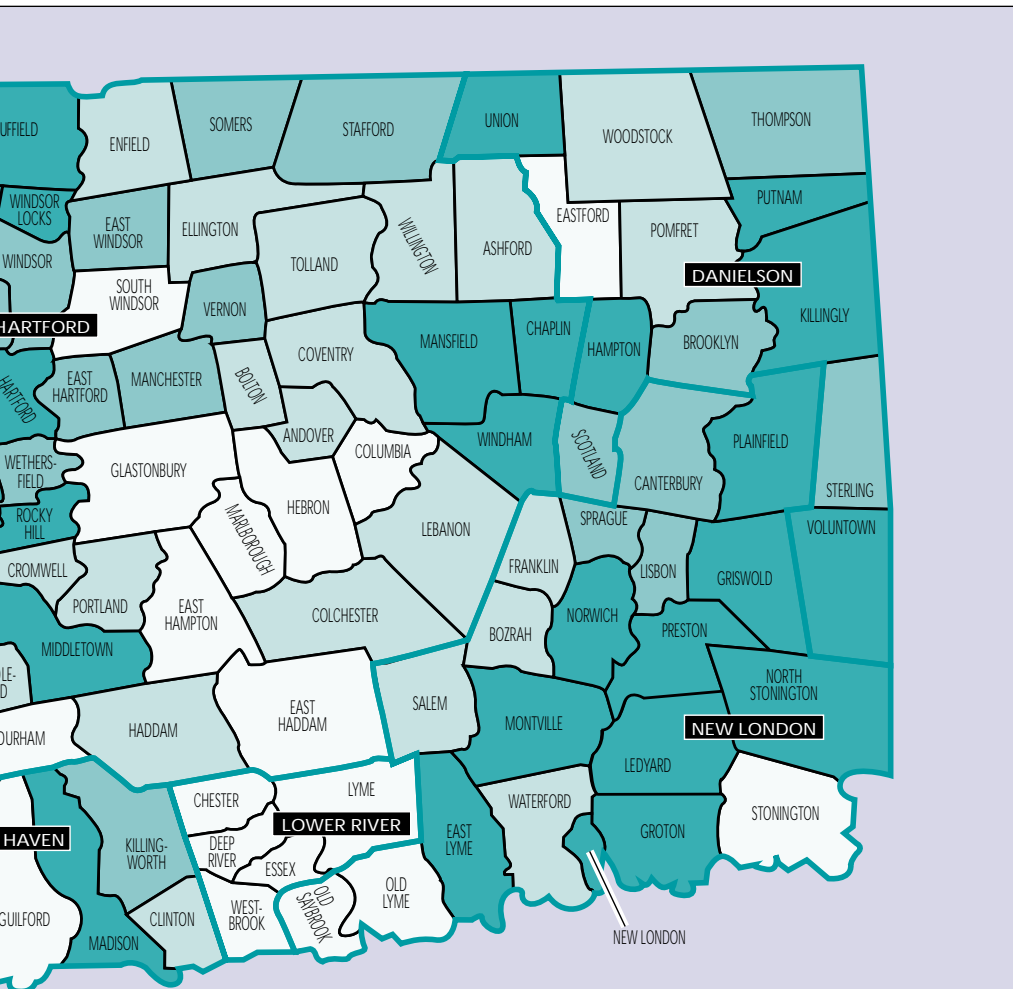 UFFIELD
ENFIELD
SOMERS
STAFFORD
UNION
WOODSTOCK
THOMPSON
WINDSOR
LOCKS
EAST
WINDSOR
ELLINGTON
WILLINGTON
ASHFORD
EASTFORD
POMFRET
PUTNAM
WINDSOR
SOUTH
WINDSOR
TOLLAND
DANIELSON
HARTFORD
VERNON
MANSFIELD
CHAPLIN
HAMPTON
BROOKLYN
KILLINGLY
HARTFORD
EAST
HARTFORD
MANCHESTER
BOLTON
COVENTRY
ANDOVER
COLUMBIA
WINDHAM
SCOTLAND
CANTERBURY
PLAINFIELD
STERLING
WETHERS-
FIELD
GLASTONBURY
ROCKY
HILL
MARLBOROUGH
HEBRON
LEBANON
SPRAGUE
VOLUNTOWN
CROMWELL
PORTLAND
EAST
HAMPTON
COLCHESTER
FRANKLIN
LISBON
GRISWOLD
BOZRAH
NORWICH
PRESTON
MIDDLETOWN
LE-
D
NORTH
STONINGTON
DURHAM
HADDAM
EAST
HADDAM
SALEM
MONTVILLE
NEW LONDON
LEDYARD
CHESTER
LYME
WATERFORD
STONINGTON
LOWER RIVER
HAVEN
KILLING-
WORTH
DEEP
RIVER
ESSEX
EAST
LYME
GROTON
OLD
LYME
GUILFORD
MADISON
CLINTON
WEST-
BROOK
OLD
SAYBROOK
NEW LONDON